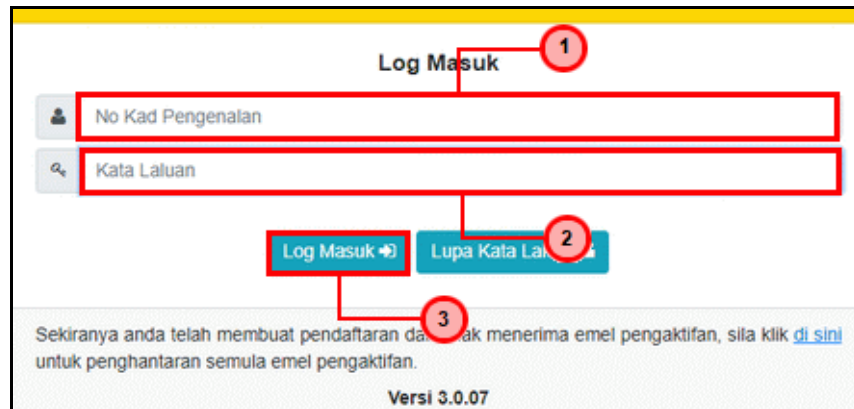 Log Masuk
1
No Kad Pengenalan
Kata Laluan
Log Masuk
Lupa Kata
2
3
Sekiranya anda telah membuat pendaftaran menerima emel pengaktifan, sila klik di sini
untuk penghantaran semula emel pengaktifan.
Versi 3.0.07